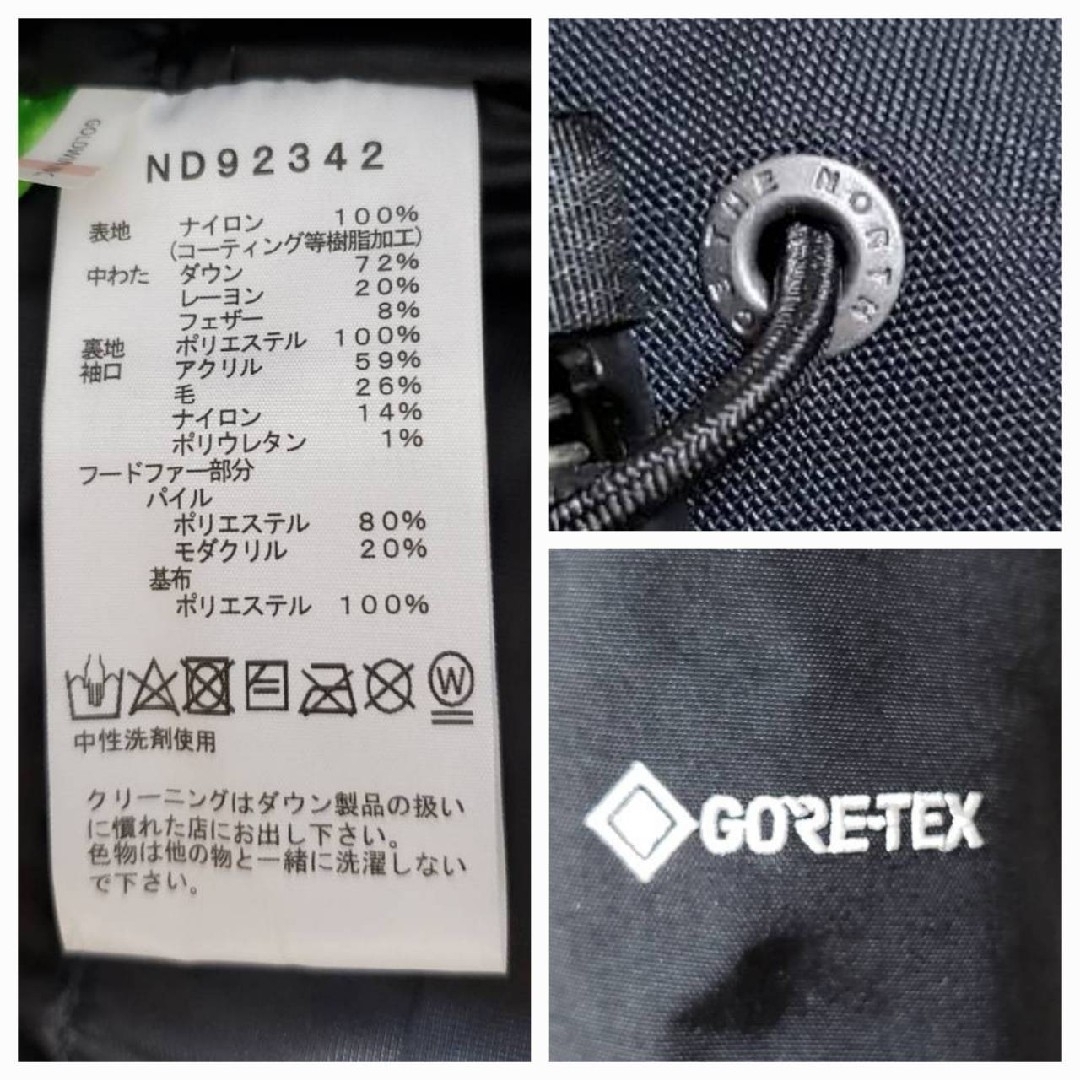 GOLDWIN
ND92342
表地 ナイロン 100%
(コーティング等樹脂加工)
中わた ダウン 72%
レーヨン 20%
フェザー 8%
裏地 ポリエステル 100%
袖口 アクリル 59%
毛 26%
ナイロン 14%
ポリウレタン 1%
フードファー部分
パイル
ポリエステル 80%
モダクリル 20%
基布
ポリエステル 100%
W
中性洗剤使用
クリーニングはダウン製品の扱い
に慣れた店にお出し下さい。
色物は他の物と一緒に洗濯しない
で下さい。
THE NORTH
GORE-TEX